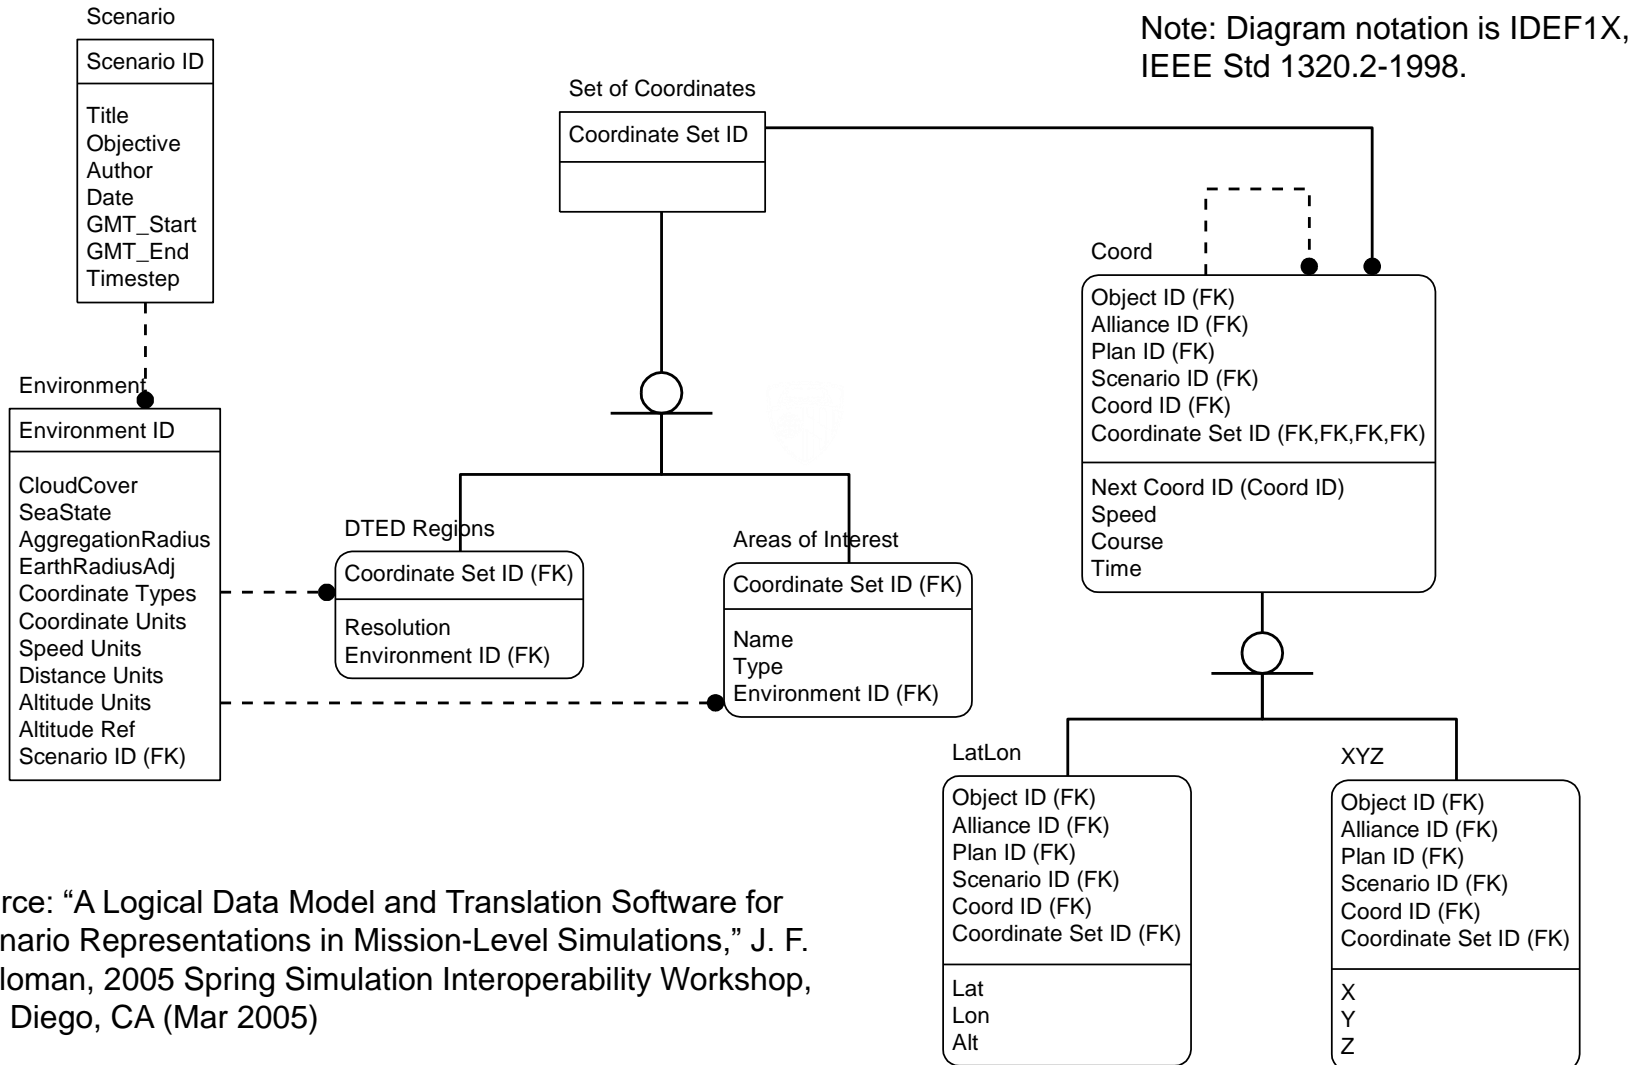 Note: Diagram notation is IDEF1X,
IEEE Std 1320.2-1998.
Scenario
Scenario ID
Title
Objective
Author
Date
GMT_Start
GMT_End
Timestep
Environment
Environment ID
CloudCover
SeaState
AggregationRadius
EarthRadiusAdj
Coordinate Types
Coordinate Units
Speed Units
Distance Units
Altitude Units
Altitude Ref
Scenario ID (FK)
Set of Coordinates
Coordinate Set ID
DTED Regions
Coordinate Set ID (FK)
Resolution
Environment ID (FK)
Areas of Interest
Coordinate Set ID (FK)
Name
Type
Environment ID (FK)
Coord
Object ID (FK)
Alliance ID (FK)
Plan ID (FK)
Scenario ID (FK)
Coord ID (FK)
Coordinate Set ID (FK,FK,FK,FK)
Next Coord ID (Coord ID)
Speed
Course
Time
LatLon
Object ID (FK)
Alliance ID (FK)
Plan ID (FK)
Scenario ID (FK)
Coord ID (FK)
Coordinate Set ID (FK)
Lat
Lon
Alt
XYZ
Object ID (FK)
Alliance ID (FK)
Plan ID (FK)
Scenario ID (FK)
Coord ID (FK)
Coordinate Set ID (FK)
X
Y
Z
rce: “A Logical Data Model and Translation Software for
nario Representations in Mission-Level Simulations,” J. F.
loman, 2005 Spring Simulation Interoperability Workshop,
Diego, CA (Mar 2005)